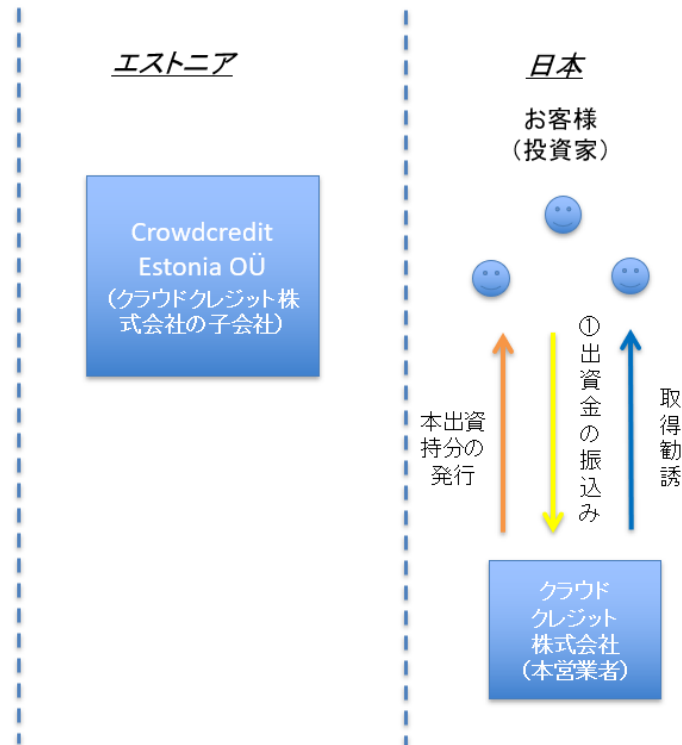 エストニア
Crowdcredit
Estonia OÜ
（クラウドクレジット株
式会社の子会社）
日本
お客様
（投資家）
本出資
持分の
発行
①出資金の振込み
取得勧誘
クラウド
クレジット
株式会社
（本営業者）